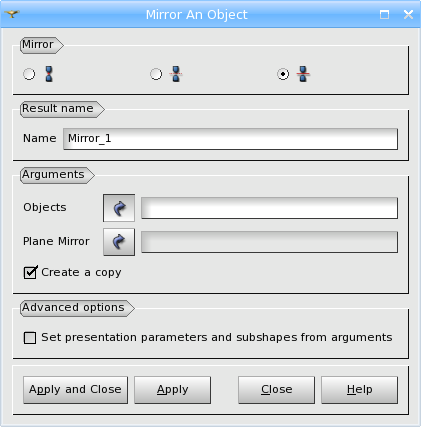 Mirror An Object
Mirror
Result name
Name Mirror_1
Arguments
Objects
Plane Mirror
Create a copy
Advanced options
Set presentation parameters and subshapes from arguments
Apply and Close Apply Close Help